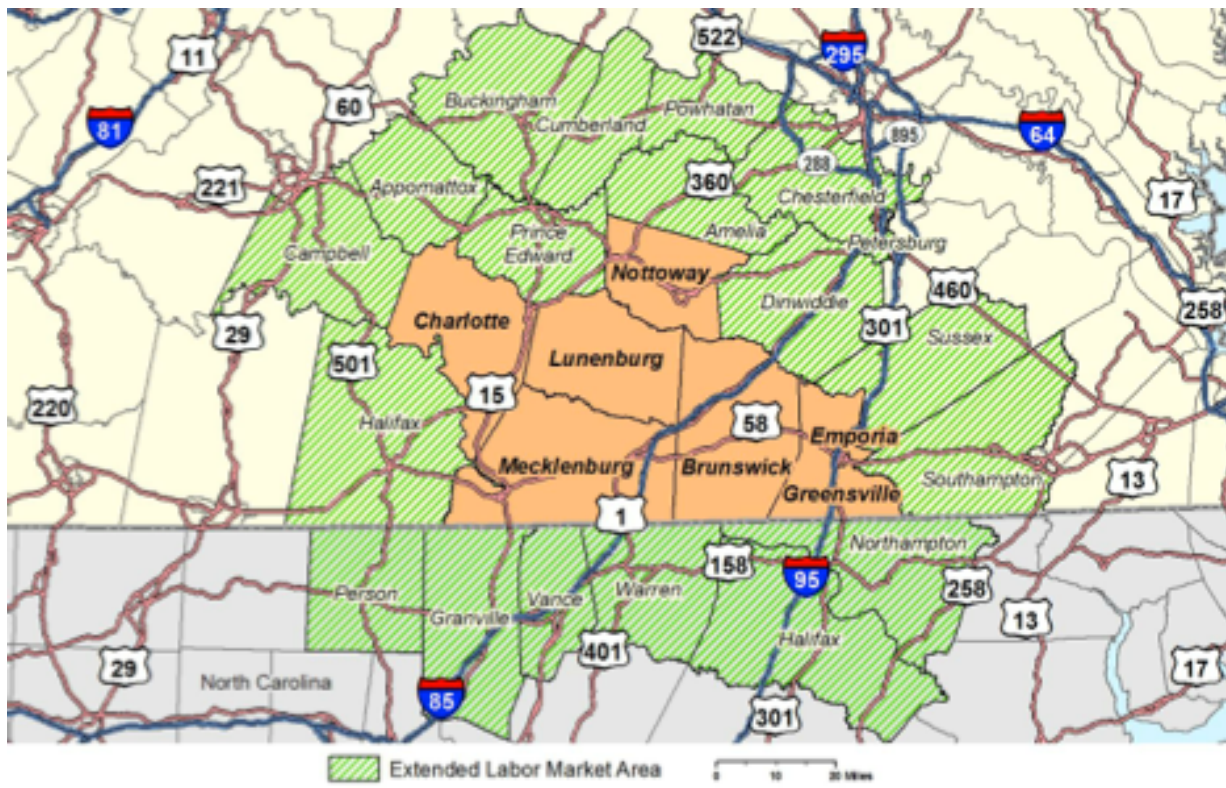 522
295
11
Buckingham
60
Powhatan
81
Cumberland
64
895
288
221
Appomattox
360
17
Chesterfield
Campbell
Prince
Edward
Amelia
Petersburg
Nottoway
460
Dinwiddie
258
Charlotte
29
301
Sussex
501
Lunenburg
220
15
Halifax
58
Emporia
Mecklenburg
Brunswick
Greensville
Southampton
13
1
Northampton
158
95
258
Person
Granville
Vance
Warren
Halifax
13
29
401
17
North Carolina
85
301
Extended Labor Market Area
0 10 20 Miles